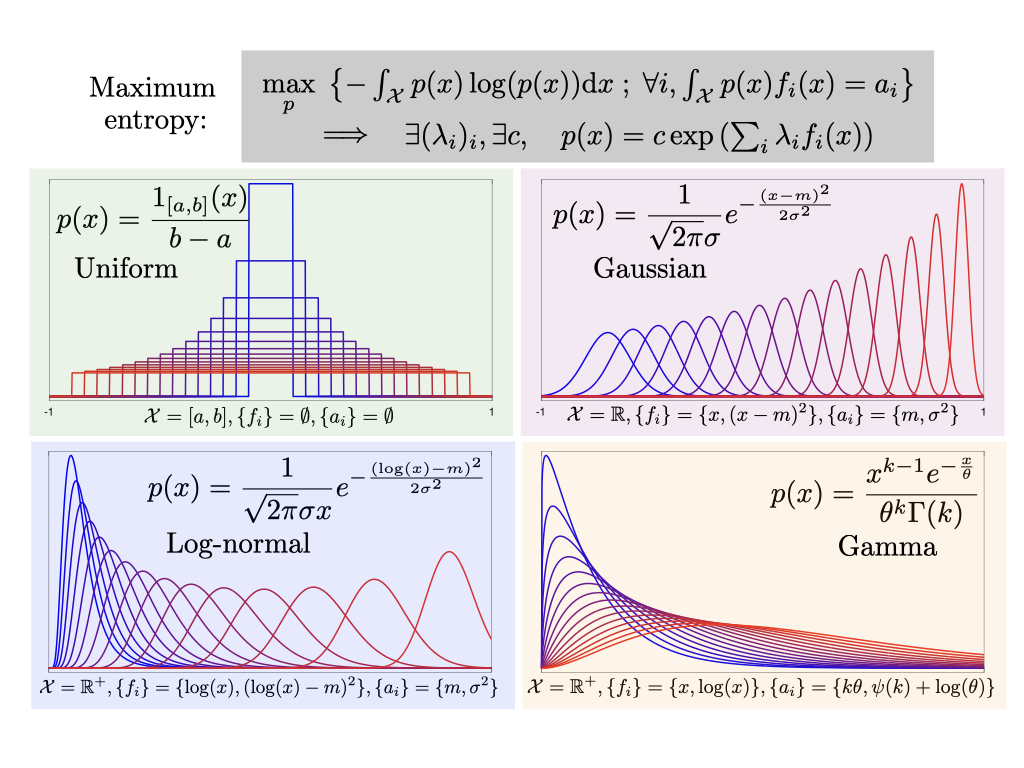 Maximum entropy:
max_p {−∫_𝒳 p(x) log(p(x))dx ; ∀i, ∫_𝒳 p(x)f_i(x) = a_i}
⟹ ∃(λ_i)_i, ∃c, p(x) = c exp (∑_i λ_i f_i(x))
p(x) = 1_[a,b](x) / b − a
Uniform
-1 1
𝒳 = [a, b], {f_i} = ∅, {a_i} = ∅
p(x) = 1/(√2π σ) e^(−(x−m)²/2σ²)
Gaussian
-1 1
𝒳 = ℝ, {f_i} = {x, (x − m)²}, {a_i} = {m, σ²}
p(x) = 1/(√2π σx) e^(−(log(x)−m)²/2σ²)
Log-normal
𝒳 = ℝ⁺, {f_i} = {log(x), (log(x) − m)²}, {a_i} = {m, σ²}
p(x) = x^(k−1) e^(−x/θ) / θ^k Γ(k)
Gamma
𝒳 = ℝ⁺, {f_i} = {x, log(x)}, {a_i} = {kθ, ψ(k) + log(θ)}